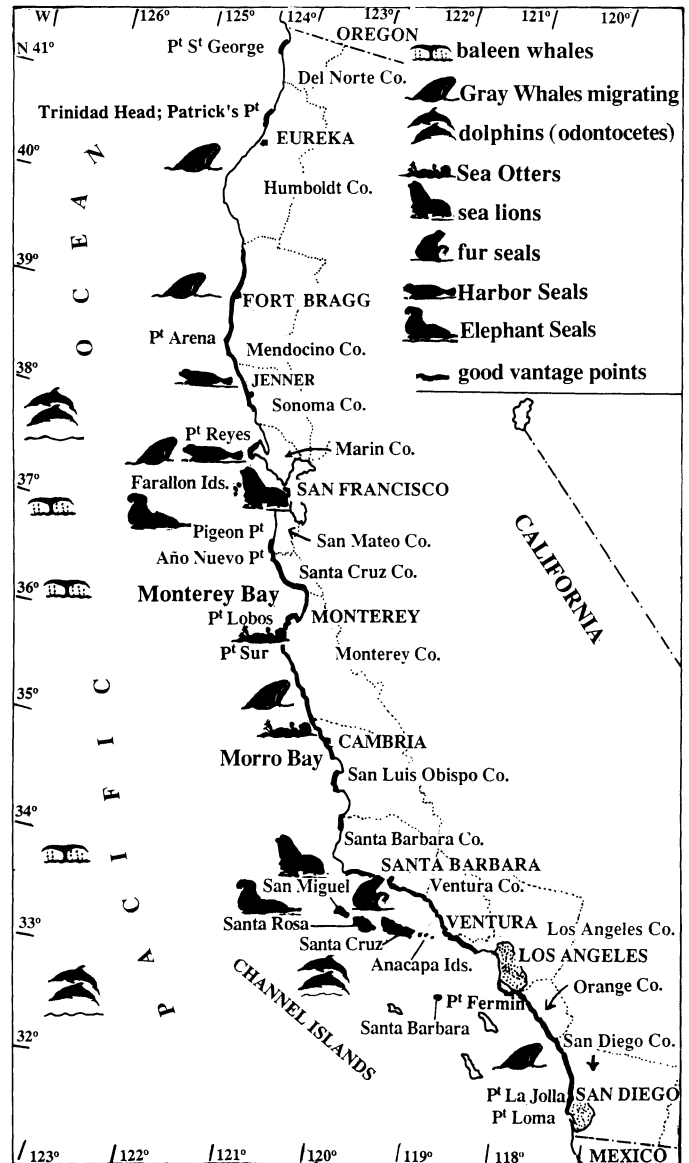 W
126°
125°
124°
123°
122°
121°
120°
OREGON
N 41°
Pt St George
baleen whales
Del Norte Co.
Gray Whales migrating
Trinidad Head; Patrick's Pt
dolphins (odontocetes)
EUREKA
40°
Sea Otters
Humboldt Co.
sea lions
fur seals
39°
Harbor Seals
FORT BRAGG
Elephant Seals
Pt Arena
Mendocino Co.
38°
JENNER
good vantage points
Sonoma Co.
Pt Reyes
Marin Co.
37°
Farallon Ids.
SAN FRANCISCO
Pigeon Pt
San Mateo Co.
Año Nuevo Pt
Santa Cruz Co.
CALIFORNIA
36°
Monterey Bay
Pt Lobos
MONTEREY
Pt Sur
Monterey Co.
35°
CAMBRIA
Morro Bay
San Luis Obispo Co.
34°
Santa Barbara Co.
SANTA BARBARA
San Miguel
Ventura Co.
33°
Santa Rosa
VENTURA
Los Angeles Co.
Santa Cruz
LOS ANGELES
Anacapa Ids.
CHANNEL ISLANDS
Orange Co.
Pt Fermin
Santa Barbara
32°
San Diego Co.
Pt La Jolla
SAN DIEGO
Pt Loma
PACIFIC OCEAN
MEXICO
123°
122°
121°
120°
119°
118°